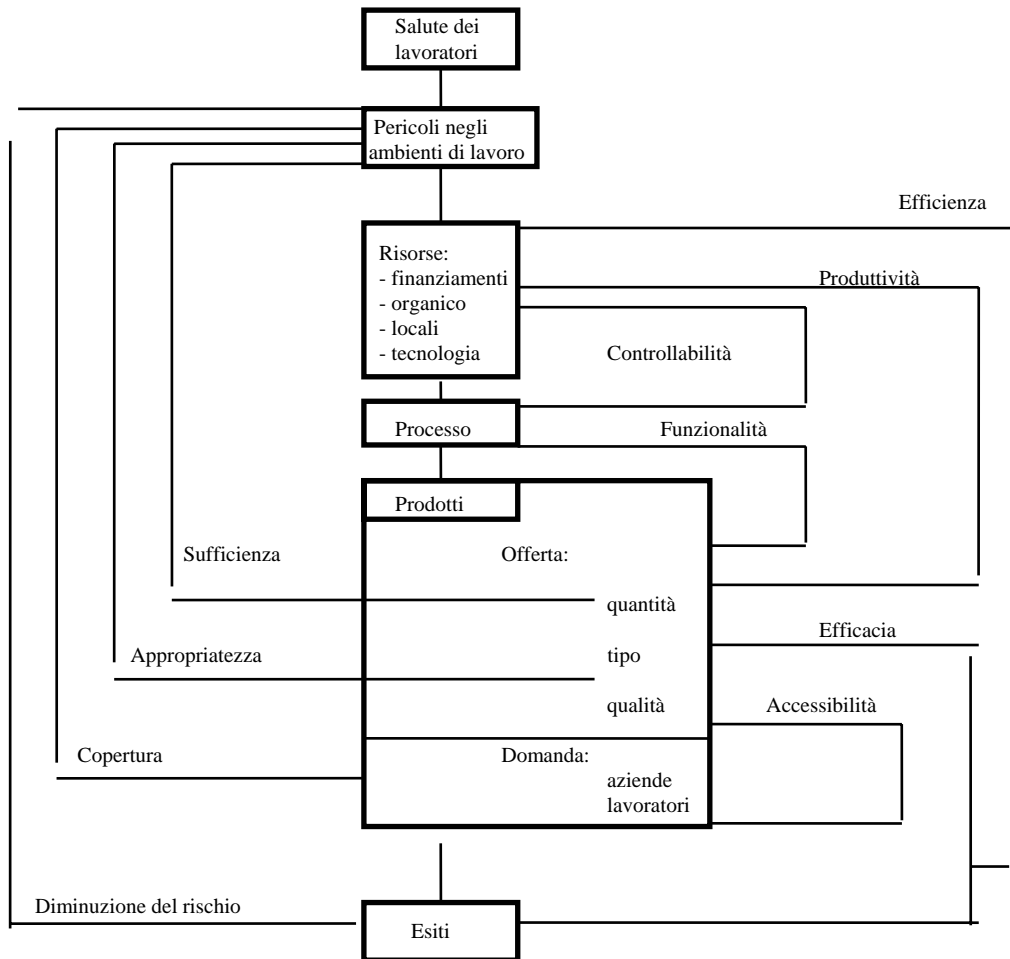 Salute dei
lavoratori
Pericoli negli
ambienti di lavoro
Efficienza
Risorse:
- finanziamenti
- organico
- locali
- tecnologia
Produttività
Controllabilità
Processo
Funzionalità
Prodotti
Sufficienza
Offerta:
quantità
Efficacia
Appropriatezza
tipo
qualità
Accessibilità
Copertura
Domanda:
aziende
lavoratori
Diminuzione del rischio
Esiti